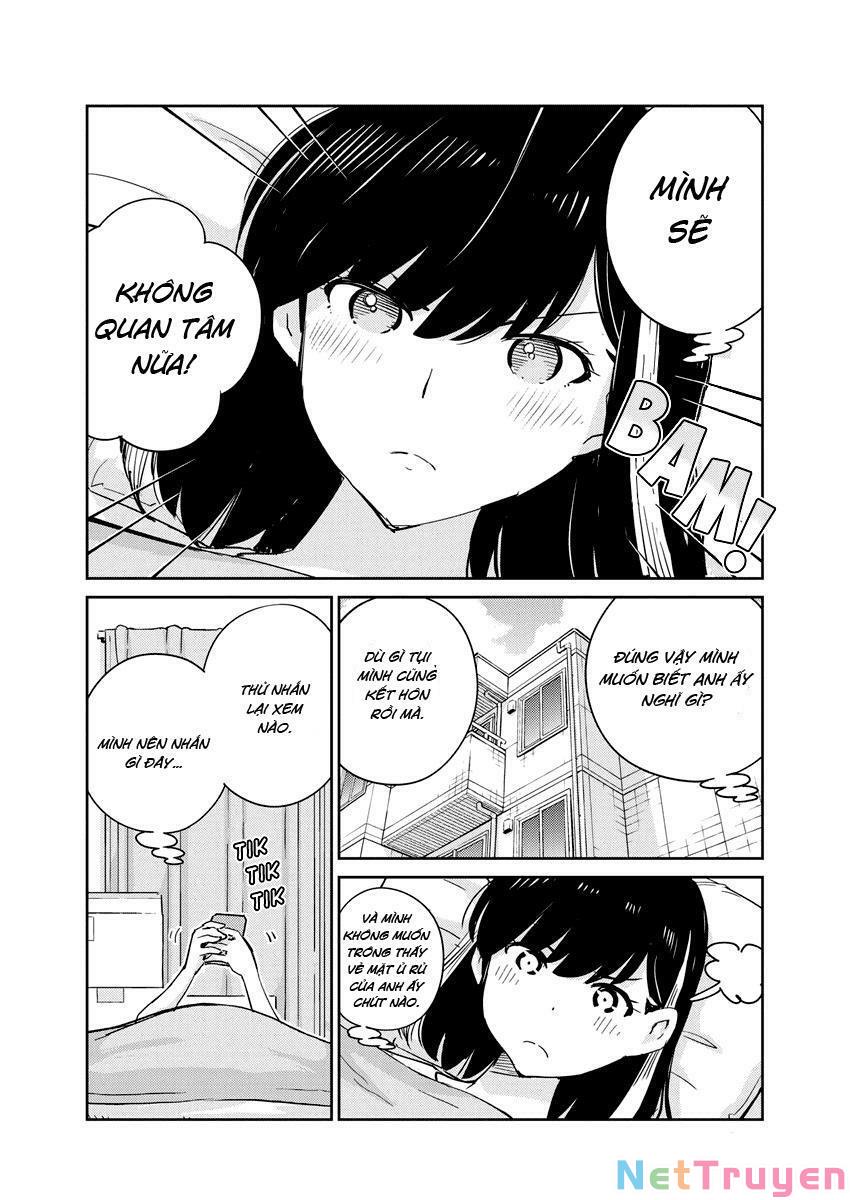 MÌNH
SẼ
KHÔNG
QUAN TÂM
NỮA!
BAM!
ĐÚNG VẬY MÌNH
MUỐN BIẾT ANH ẤY
NGHĨ GÌ?
DÙ GÌ TỤI
MÌNH CŨNG
KẾT HÔN
RỒI MÀ.
VÀ MÌNH
KHÔNG MUỐN
TRÔNG THẤY
VẺ MẶT Ủ RŨ
CỦA ANH ẤY
CHÚT NÀO.
THỬ NHẮN
LẠI XEM
NÀO.
MÌNH NÊN NHẮN
GÌ ĐÂY...
TIK
TIK
TIK
NetTruyen